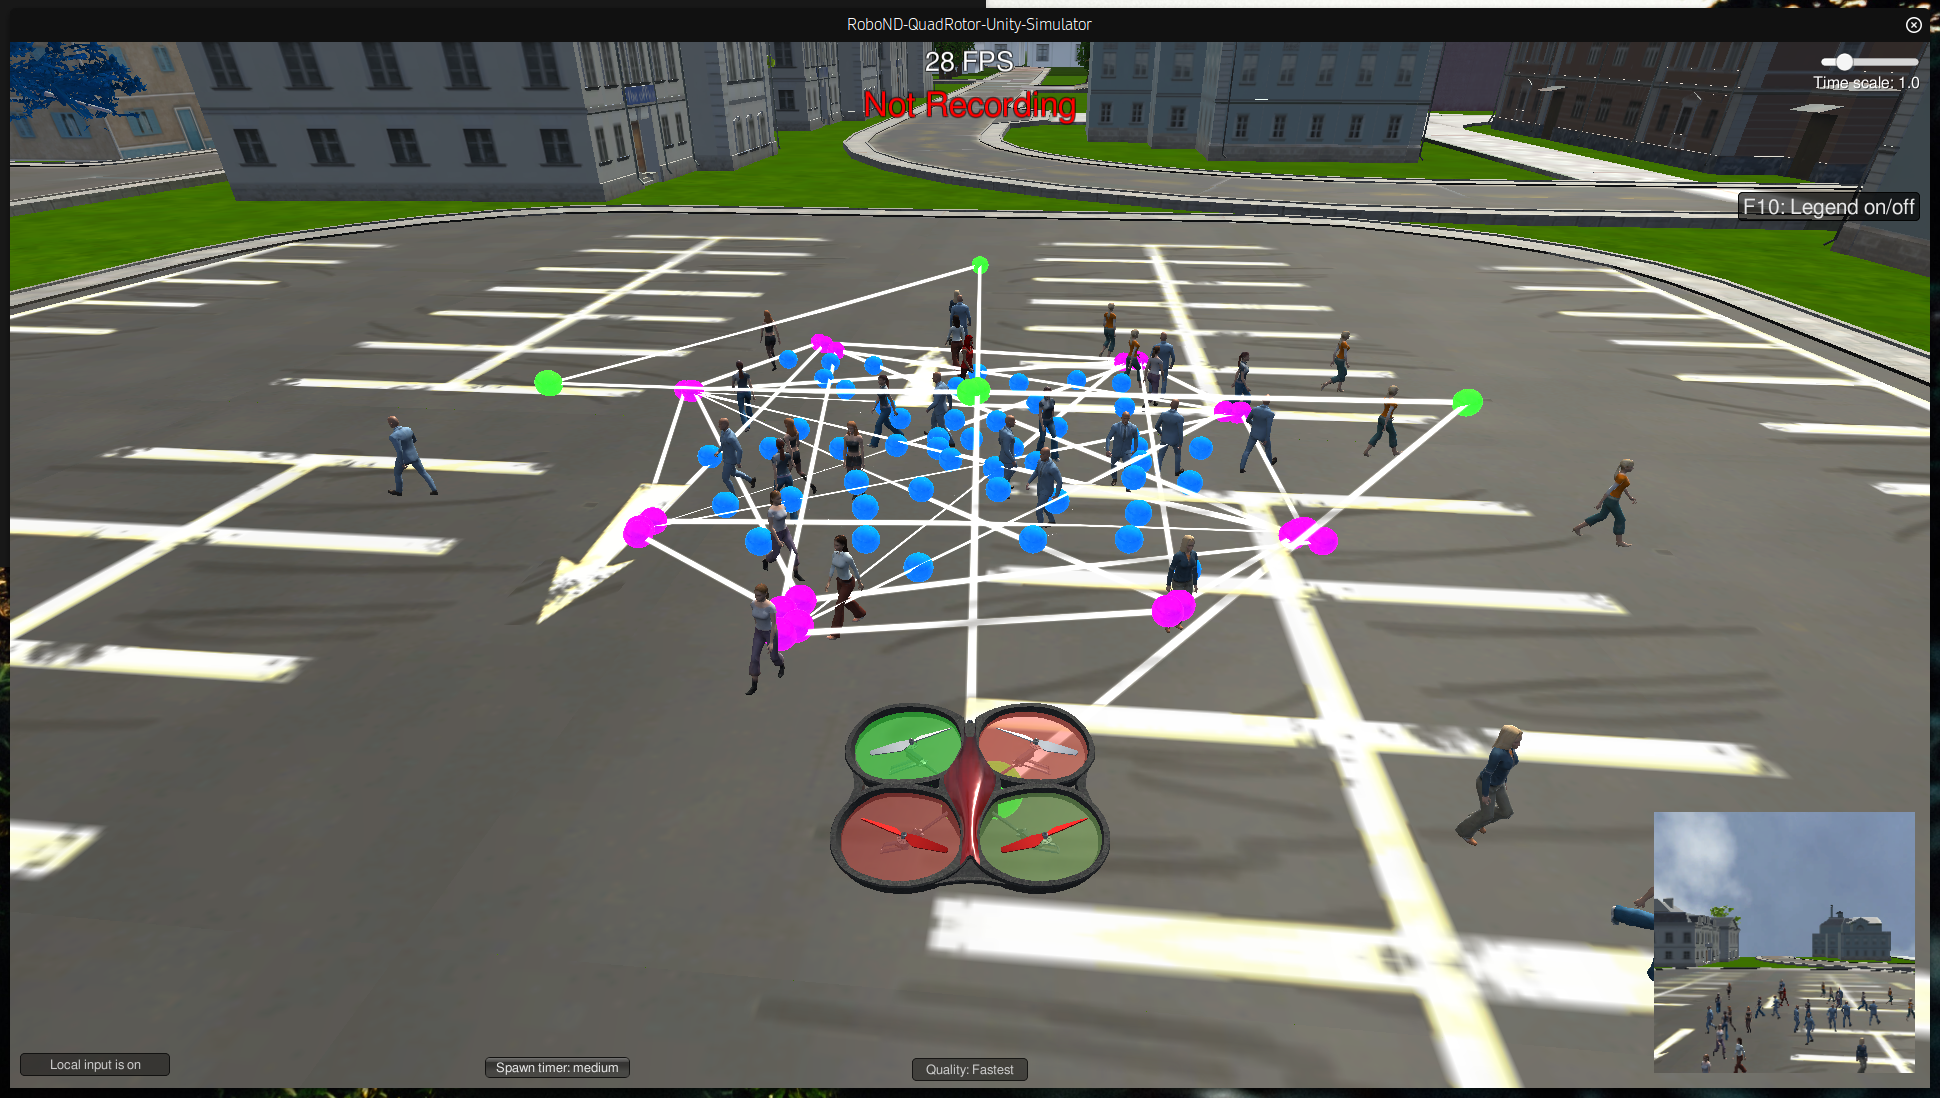 RoboND-QuadRotor-Unity-Simulator
28 FPS
Not Recording
Time scale: 1.0
F10: Legend on/off
Local input is on
Spawn timer: medium
Quality: Fastest